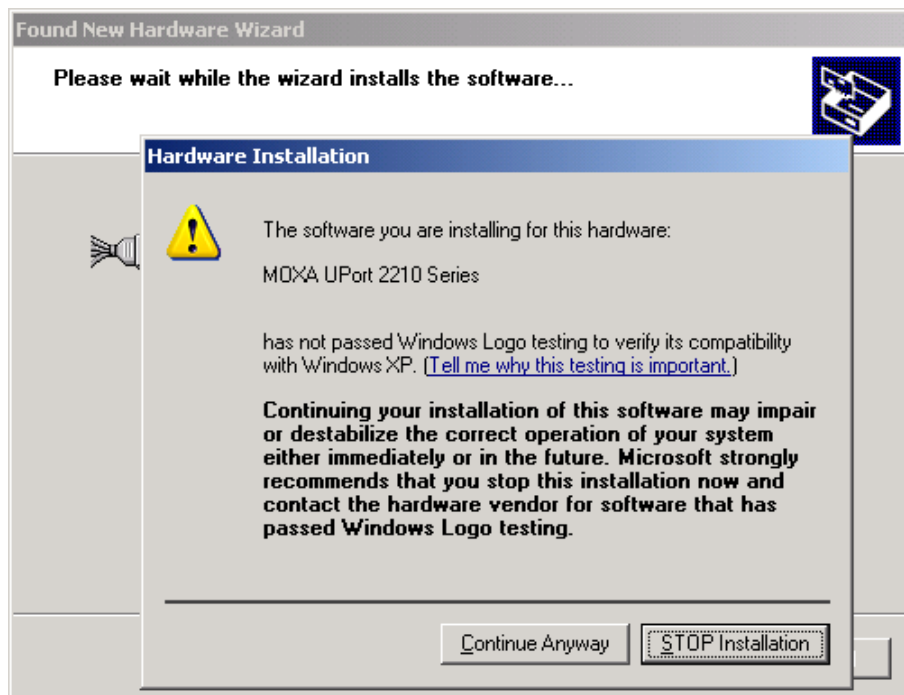 Found New Hardware Wizard
Please wait while the wizard installs the software...
Hardware Installation
The software you are installing for this hardware:
MOXA UPort 2210 Series
has not passed Windows Logo testing to verify its compatibility
with Windows XP. (Tell me why this testing is important.)
Continuing your installation of this software may impair
or destabilize the correct operation of your system
either immediately or in the future. Microsoft strongly
recommends that you stop this installation now and
contact the hardware vendor for software that has
passed Windows Logo testing.
Continue Anyway
STOP Installation